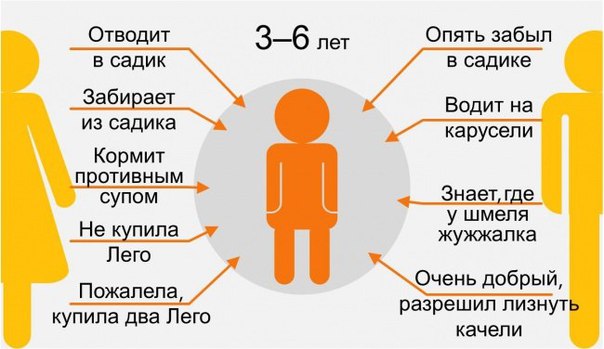 3–6 лет
Отводит
в садик
Забирает
из садика
Кормит
противным
супом
Не купила
Лего
Пожалела,
купила два Лего
Опять забыл
в садике
Водит на
карусели
Знает, где
у шмеля
жужжалка
Очень добрый,
разрешил лизнуть
качели